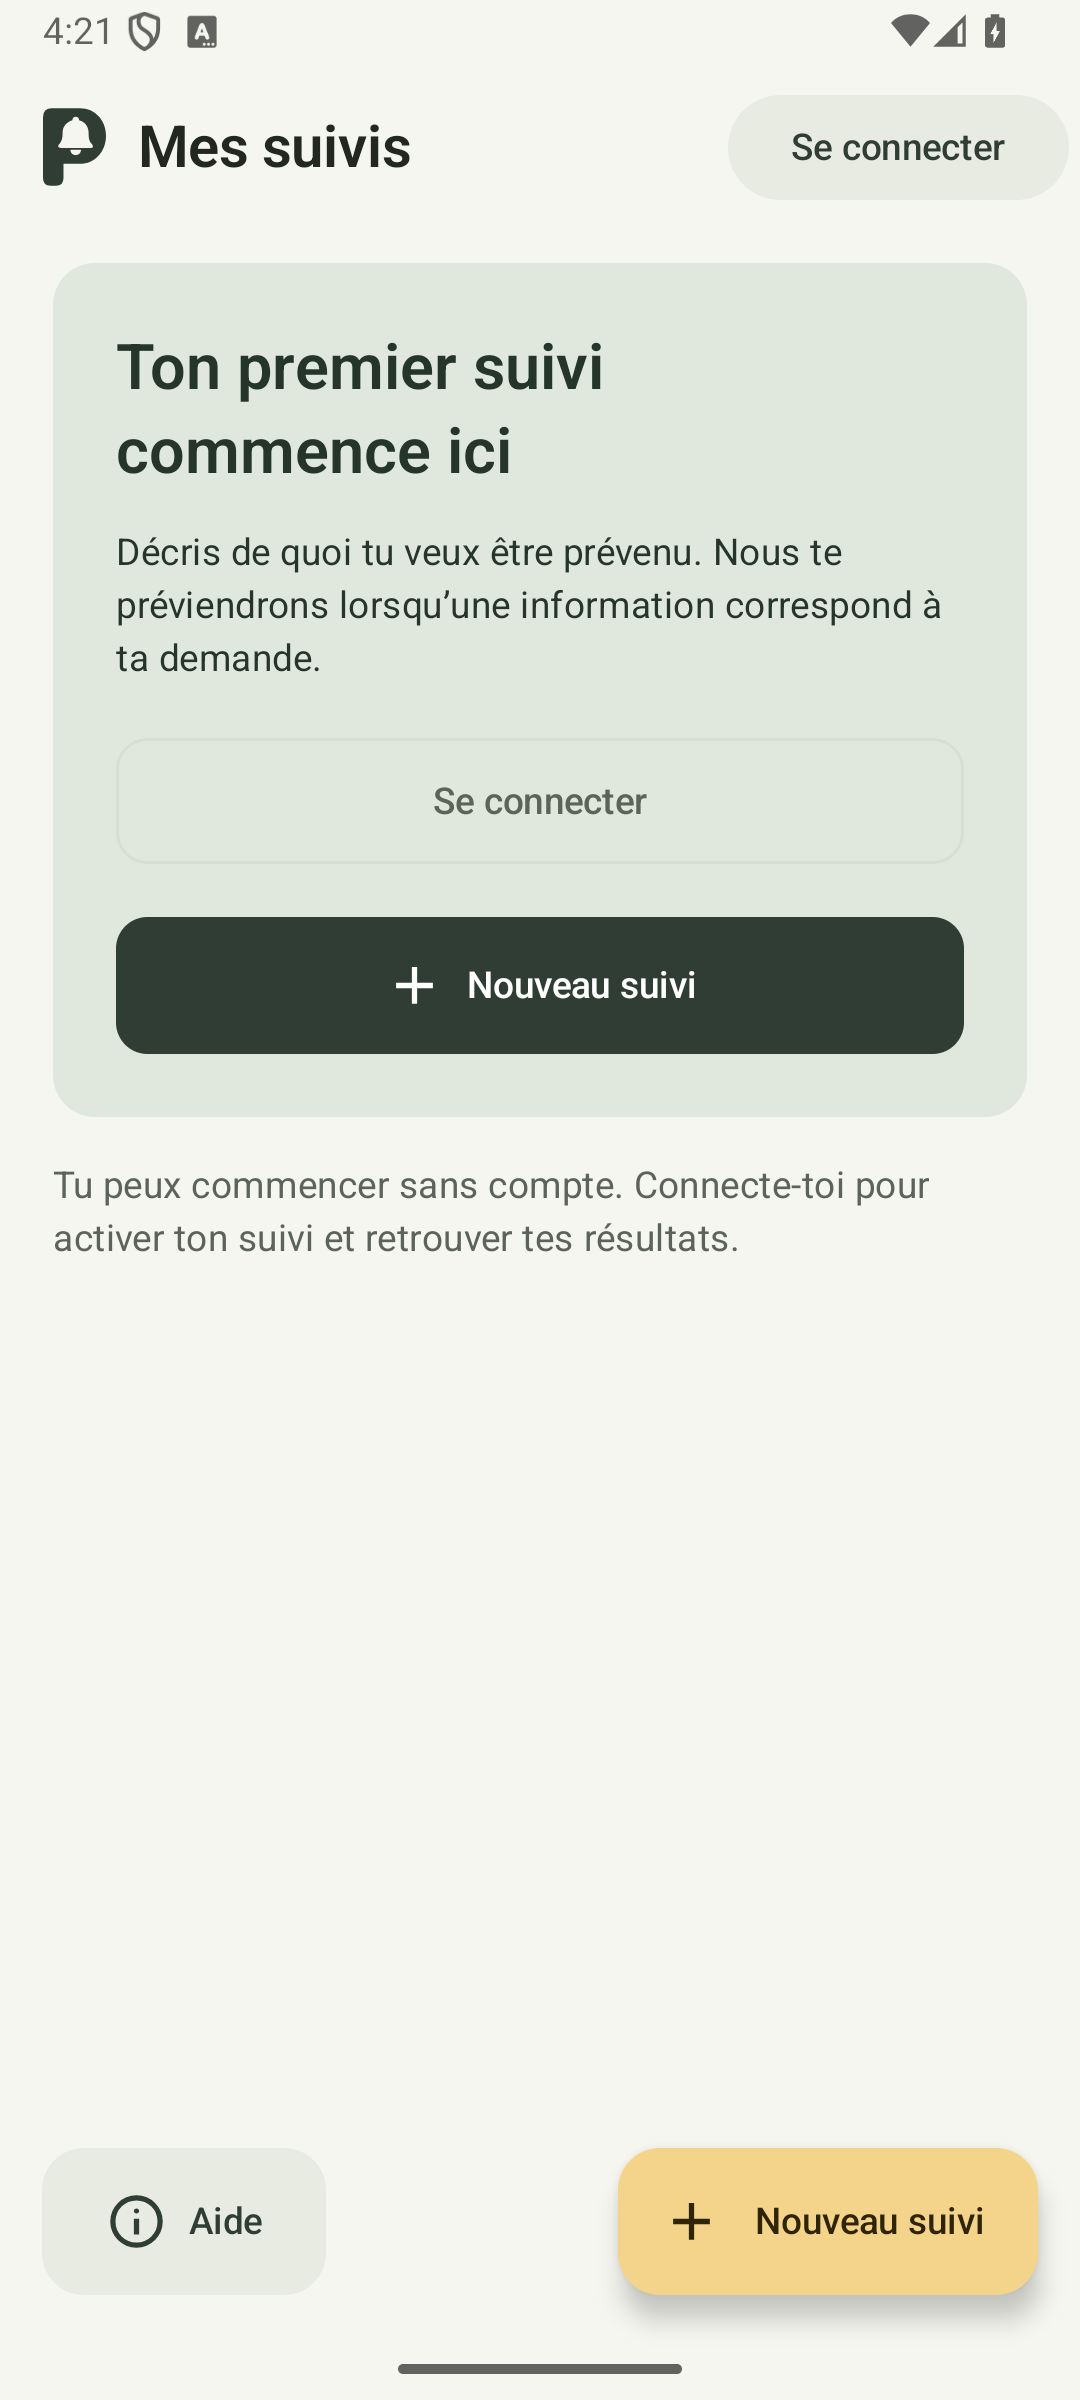 4:21
Mes suivis
Se connecter
Ton premier suivi
commence ici
Décris de quoi tu veux être prévenu. Nous te
préviendrons lorsqu’une information correspond à
ta demande.
Se connecter
Nouveau suivi
Tu peux commencer sans compte. Connecte-toi pour
activer ton suivi et retrouver tes résultats.
Aide
Nouveau suivi